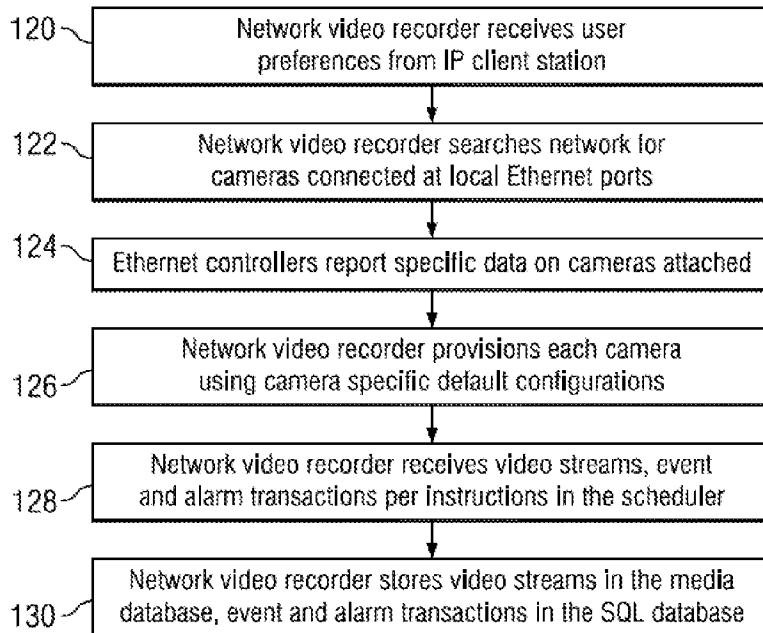 120
Network video recorder receives user
preferences from IP client station
122
Network video recorder searches network for
cameras connected at local Ethernet ports
124
Ethernet controllers report specific data on cameras attached
126
Network video recorder provisions each camera
using camera specific default configurations
128
Network video recorder receives video streams, event
and alarm transactions per instructions in the scheduler
130
Network video recorder stores video streams in the media
database, event and alarm transactions in the SQL database